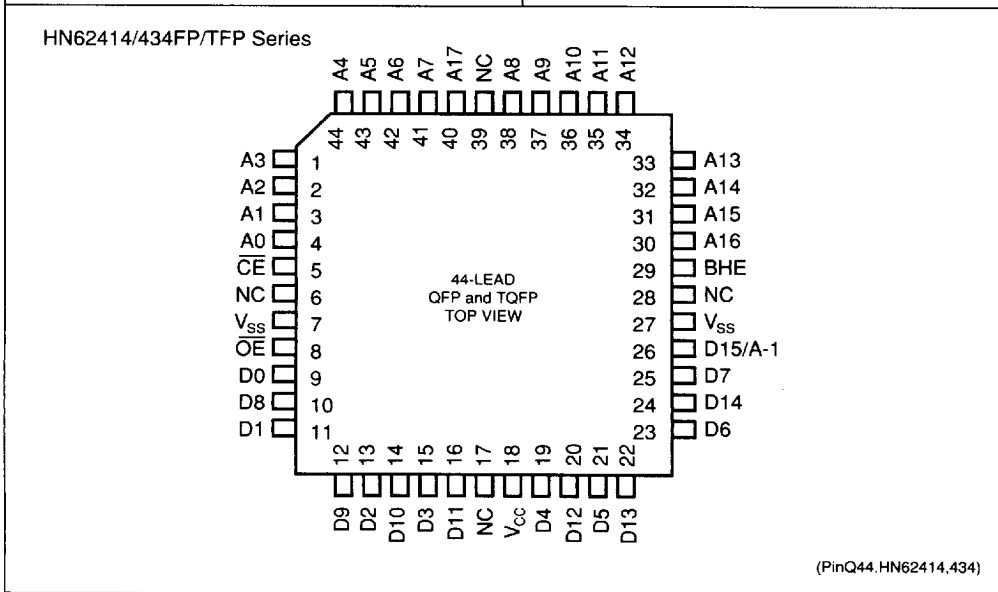 HN62414/434FP/TFP Series
A4 A5 A6 A7 A17 NC A8 A9 A10 A11 A12
44 43 42 41 40 39 38 37 36 35 34
A3 1 33 A13
A2 2 32 A14
A1 3 31 A15
A0 4 30 A16
C̅E̅ 5 29 BHE
NC 6 28 NC
VSS 7 27 VSS
O̅E̅ 8 26 D15/A-1
D0 9 25 D7
D8 10 24 D14
D1 11 23 D6
44-LEAD
QFP and TQFP
TOP VIEW
12 13 14 15 16 17 18 19 20 21 22
D9 D2 D10 D3 D11 NC VCC D4 D12 D5 D13
(PinQ44.HN62414,434)